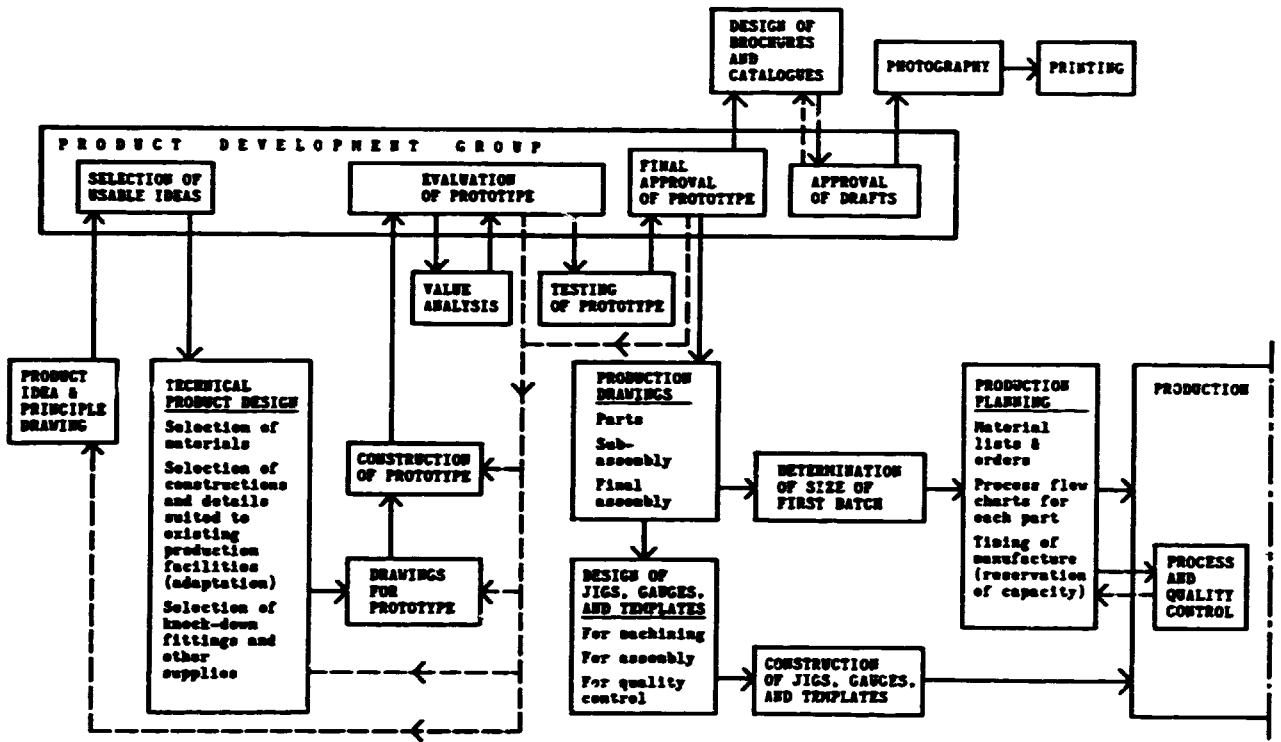 DESIGN OF
BROCHURES
AND
CATALOGUES
PHOTOGRAPHY
PRINTING
PRODUCT DEVELOPMENT GROUP
SELECTION OF
USABLE IDEAS
EVALUATION
OF PROTOTYPE
FINAL
APPROVAL
OF PROTOTYPE
APPROVAL
OF DRAFTS
VALUE
ANALYSIS
TESTING
OF PROTOTYPE
PRODUCT
IDEA &
PRINCIPLE
DRAWING
TECHNICAL
PRODUCT DESIGN
Selection of
materials
Selection of
constructions
and details
suited to
existing
production
facilities
(adaptation)
Selection of
knock-down
fittings and
other
supplies
CONSTRUCTION
OF PROTOTYPE
DRAWINGS
FOR
PROTOTYPE
PRODUCTION
DRAWINGS
Parts
Sub-
assembly
Final
assembly
DESIGN OF
JIGS, GAUGES,
AND TEMPLATES
For machining
For assembly
For quality
control
DETERMINATION
OF SIZE OF
FIRST BATCH
CONSTRUCTION
OF JIGS, GAUGES,
AND TEMPLATES
PRODUCTION
PLANNING
Material
lists &
orders
Process flow
charts for
each part
Timing of
manufacture
(reservation
of capacity)
PRODUCTION
PROCESS
AND
QUALITY
CONTROL